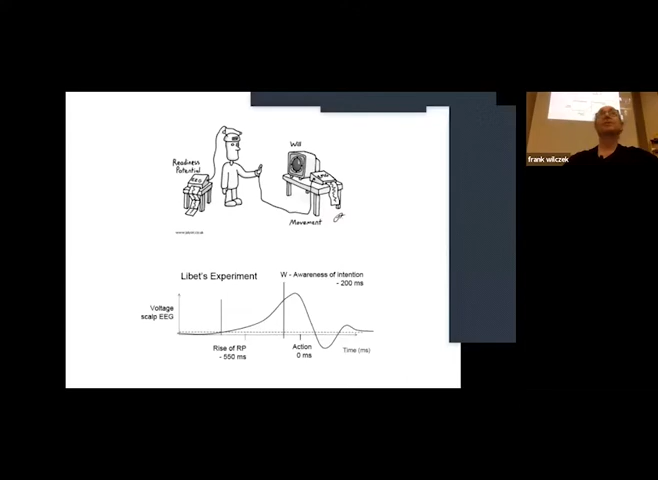 Will
Readiness
Potential
EEG
Movement
Libet's Experiment
W - Awareness of intention
- 200 ms
Voltage
scalp EEG
Rise of RP
- 550 ms
Action
0 ms
Time (ms)
frank wilczek